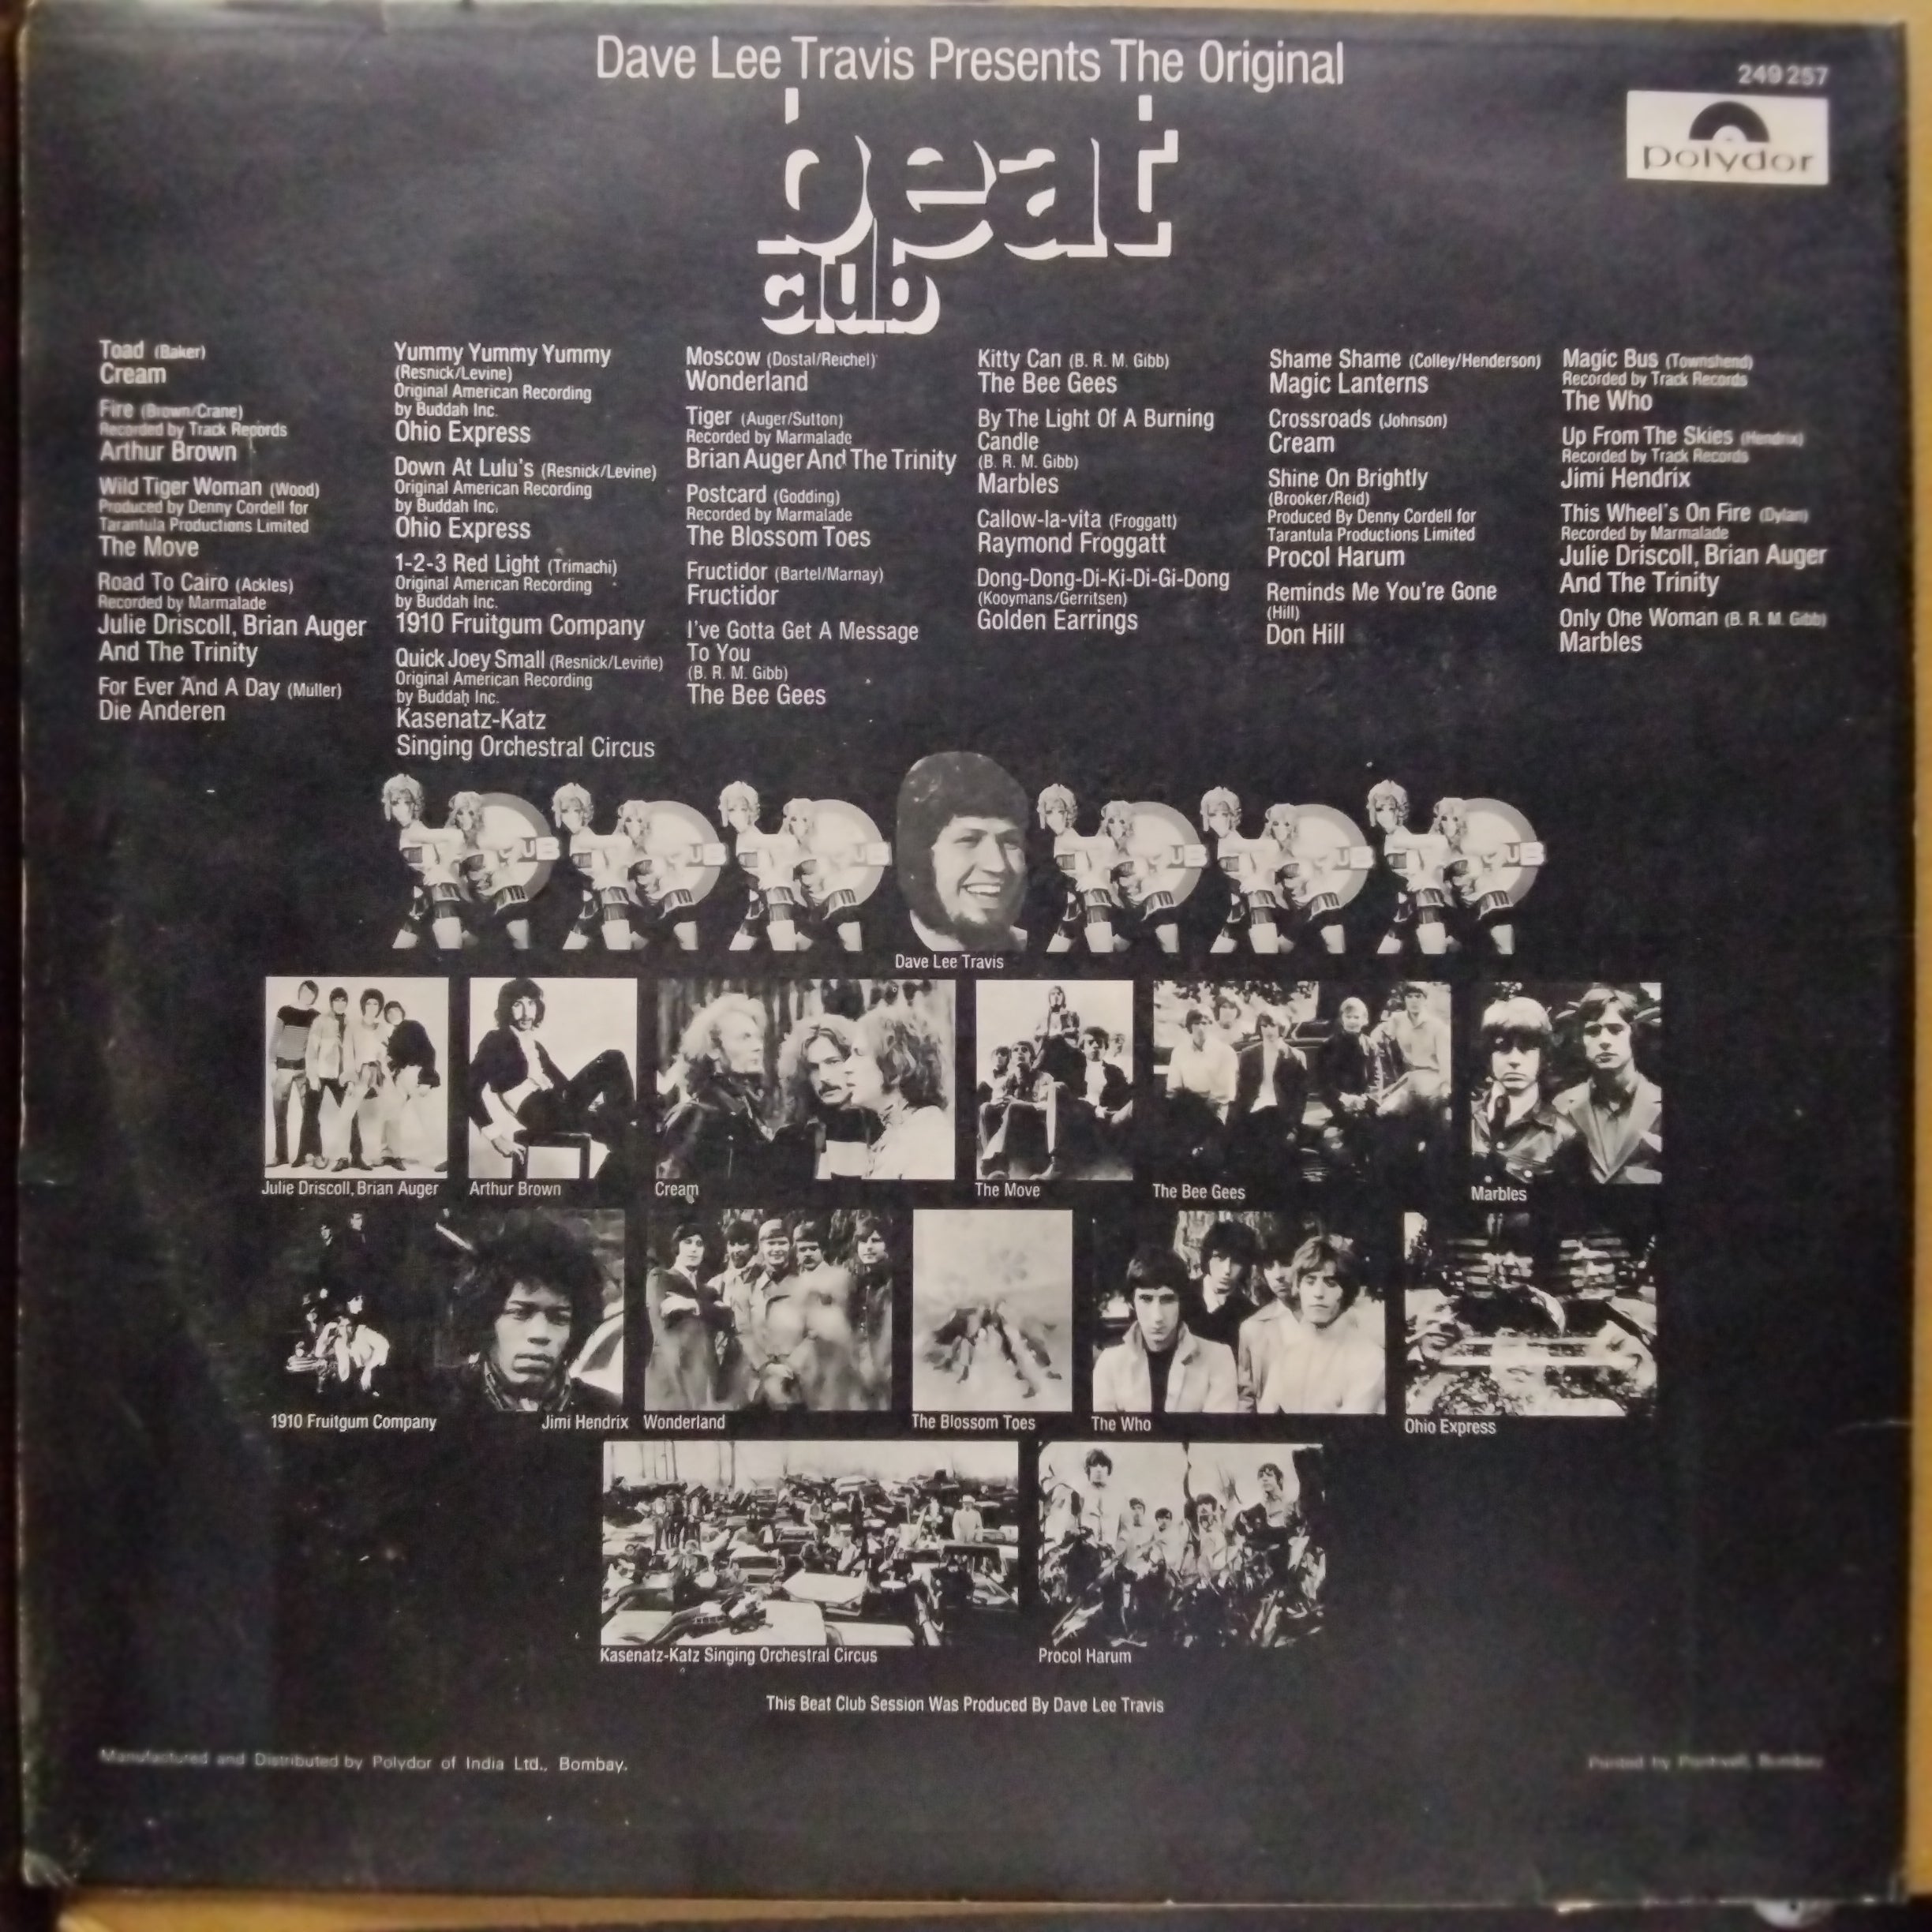 Dave Lee Travis Presents The Original
249 257
polydor
beat
club
Toad (Baker)
Cream
Fire (Brown/Crane)
Recorded by Track Records
Arthur Brown
Wild Tiger Woman (Wood)
Produced by Denny Cordell for
Tarantula Productions Limited
The Move
Road To Cairo (Ackles)
Recorded by Marmalade
Julie Driscoll, Brian Auger
And The Trinity
For Ever And A Day (Muller)
Die Anderen
Yummy Yummy Yummy
(Resnick/Levine)
Original American Recording
by Buddah Inc.
Ohio Express
Down At Lulu's (Resnick/Levine)
Original American Recording
by Buddah Inc.
Ohio Express
1-2-3 Red Light (Trimachi)
Original American Recording
by Buddah Inc.
1910 Fruitgum Company
Quick Joey Small (Resnick/Levine)
Original American Recording
by Buddah Inc.
Kasenatz-Katz
Singing Orchestral Circus
Moscow (Dostal/Reichel)
Wonderland
Tiger (Auger/Sutton)
Recorded by Marmalade
Brian Auger And The Trinity
Postcard (Godding)
Recorded by Marmalade
The Blossom Toes
Fructidor (Bartel/Marnay)
Fructidor
I've Gotta Get A Message
To You
(B. R. M. Gibb)
The Bee Gees
Kitty Can (B. R. M. Gibb)
The Bee Gees
By The Light Of A Burning
Candle
(B. R. M. Gibb)
Marbles
Callow-la-vita (Froggatt)
Raymond Froggatt
Dong-Dong-Di-Ki-Di-Gi-Dong
(Kooymans/Gerritsen)
Golden Earrings
Shame Shame (Colley/Henderson)
Magic Lanterns
Crossroads (Johnson)
Cream
Shine On Brightly
(Brooker/Reid)
Produced By Denny Cordell for
Tarantula Productions Limited
Procol Harum
Reminds Me You're Gone
(Hill)
Don Hill
Magic Bus (Townshend)
Recorded by Track Records
The Who
Up From The Skies (Hendrix)
Recorded by Track Records
Jimi Hendrix
This Wheel's On Fire (Dylan)
Recorded by Marmalade
Julie Driscoll, Brian Auger
And The Trinity
Only One Woman (B. R. M. Gibb)
Marbles
Dave Lee Travis
Julie Driscoll, Brian Auger
Arthur Brown
Cream
The Move
The Bee Gees
Marbles
1910 Fruitgum Company
Jimi Hendrix
Wonderland
The Blossom Toes
The Who
Ohio Express
Kasenatz-Katz Singing Orchestral Circus
Procol Harum
This Beat Club Session Was Produced By Dave Lee Travis
Manufactured and Distributed by Polydor of India Ltd., Bombay.
Printed by Bombay